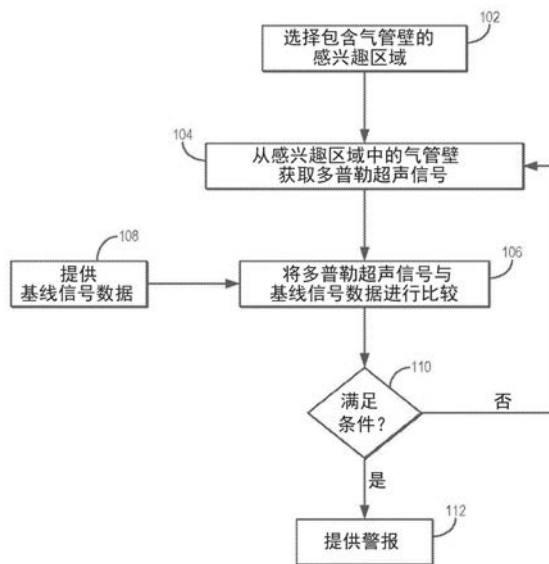 102
选择包含气管壁的
感兴趣区域
104
从感兴趣区域中的气管壁
获取多普勒超声信号
108
提供
基线信号数据
106
将多普勒超声信号与
基线信号数据进行比较
110
满足
条件?
否
是
112
提供警报